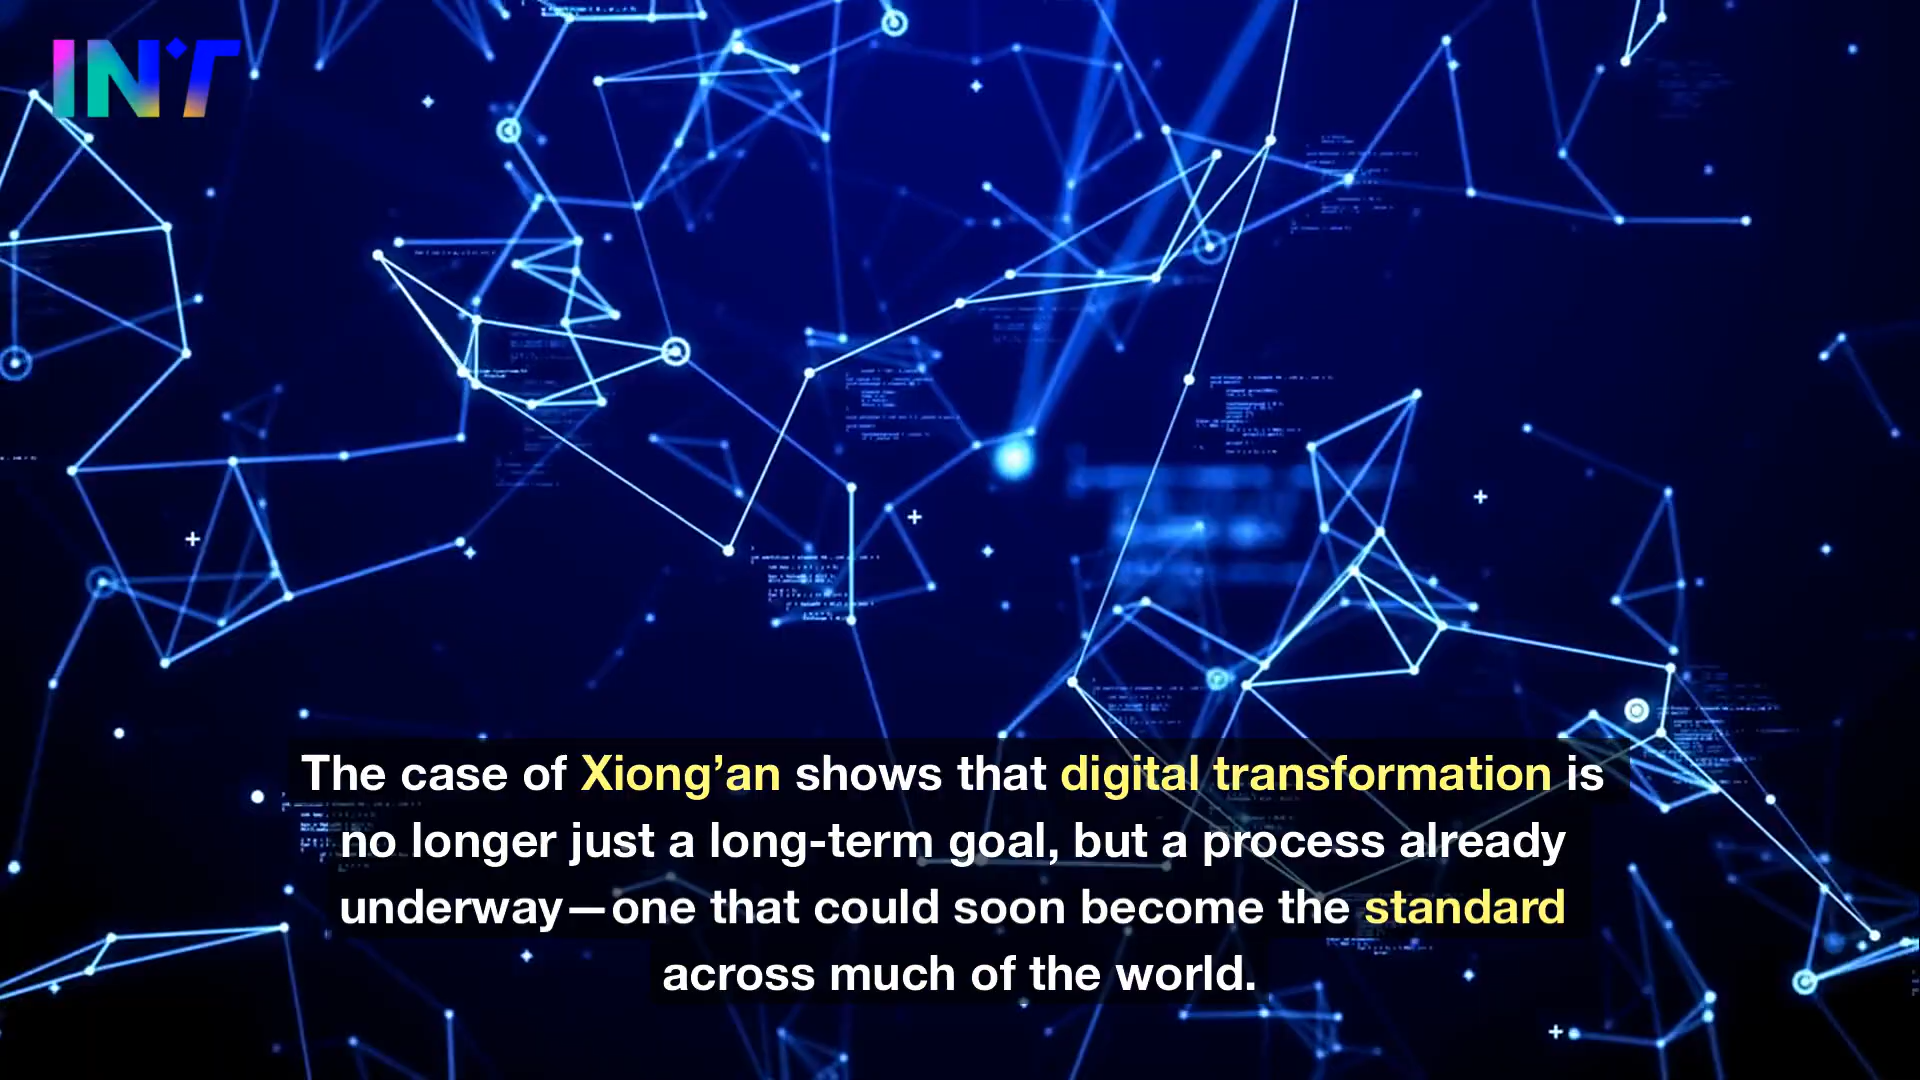 INT
The case of Xiong’an shows that digital transformation is
no longer just a long-term goal, but a process already
underway—one that could soon become the standard
across much of the world.